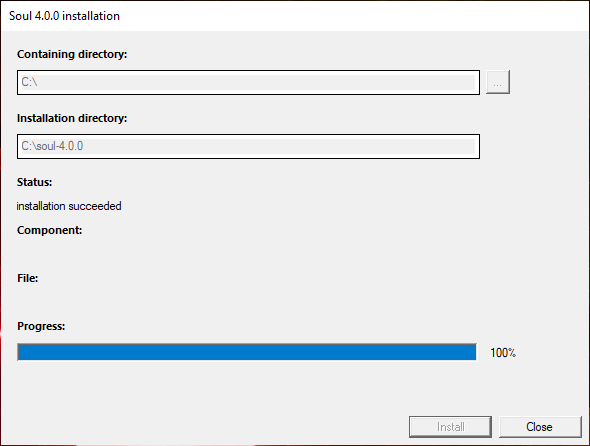 Soul 4.0.0 installation
Containing directory:
C:\
...
Installation directory:
C:\soul-4.0.0
Status:
installation succeeded
Component:
File:
Progress:
100%
Install
Close